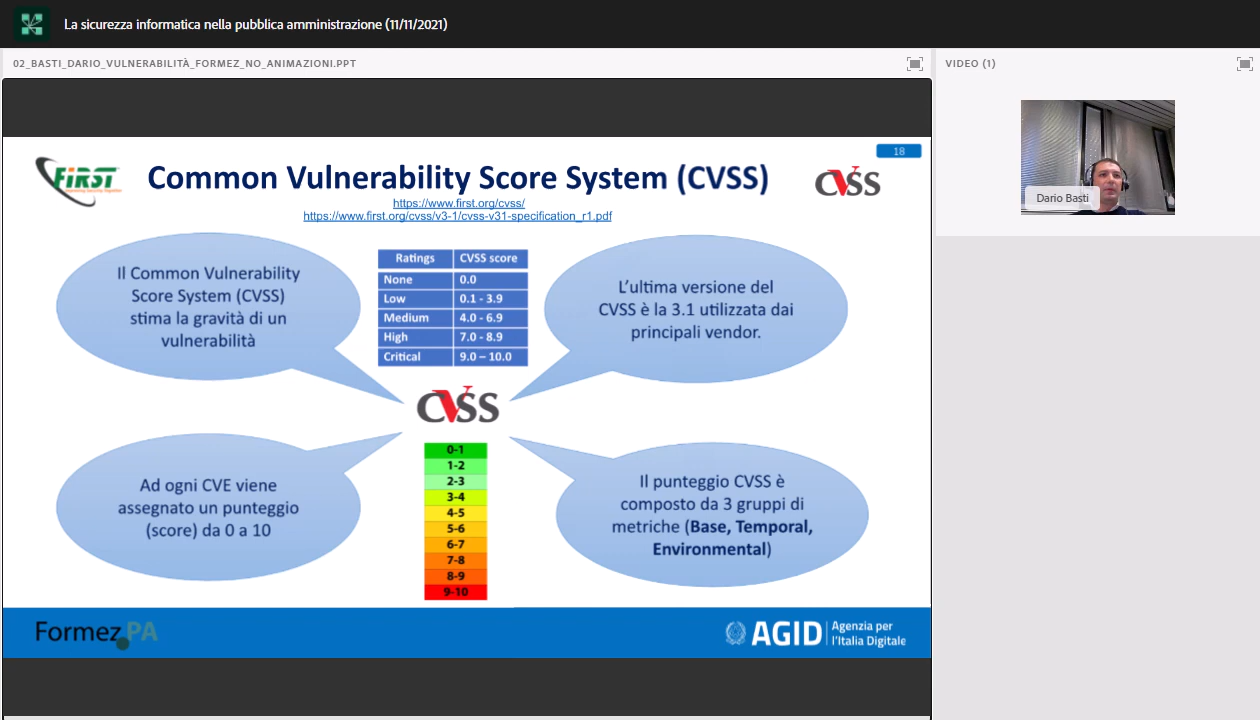 La sicurezza informatica nella pubblica amministrazione (11/11/2021)
02_BASTI_DARIO_VULNERABILITÀ_FORMEZ_NO_ANIMAZIONI.PPT
VIDEO (1)
Dario Basti
18
FiRST
Common Vulnerability Score System (CVSS)
CVSS
https://www.first.org/cvss/
https://www.first.org/cvss/v3-1/cvss-v31-specification_r1.pdf
Il Common Vulnerability
Score System (CVSS)
stima la gravità di un
vulnerabilità
Ratings CVSS score
None 0.0
Low 0.1 - 3.9
Medium 4.0 - 6.9
High 7.0 - 8.9
Critical 9.0 – 10.0
L'ultima versione del
CVSS è la 3.1 utilizzata dai
principali vendor.
CVSS
Ad ogni CVE viene
assegnato un punteggio
(score) da 0 a 10
0-1
1-2
2-3
3-4
4-5
5-6
6-7
7-8
8-9
9-10
Il punteggio CVSS è
composto da 3 gruppi di
metriche (Base, Temporal,
Environmental)
Formez PA
AGID
Agenzia per
l'Italia Digitale